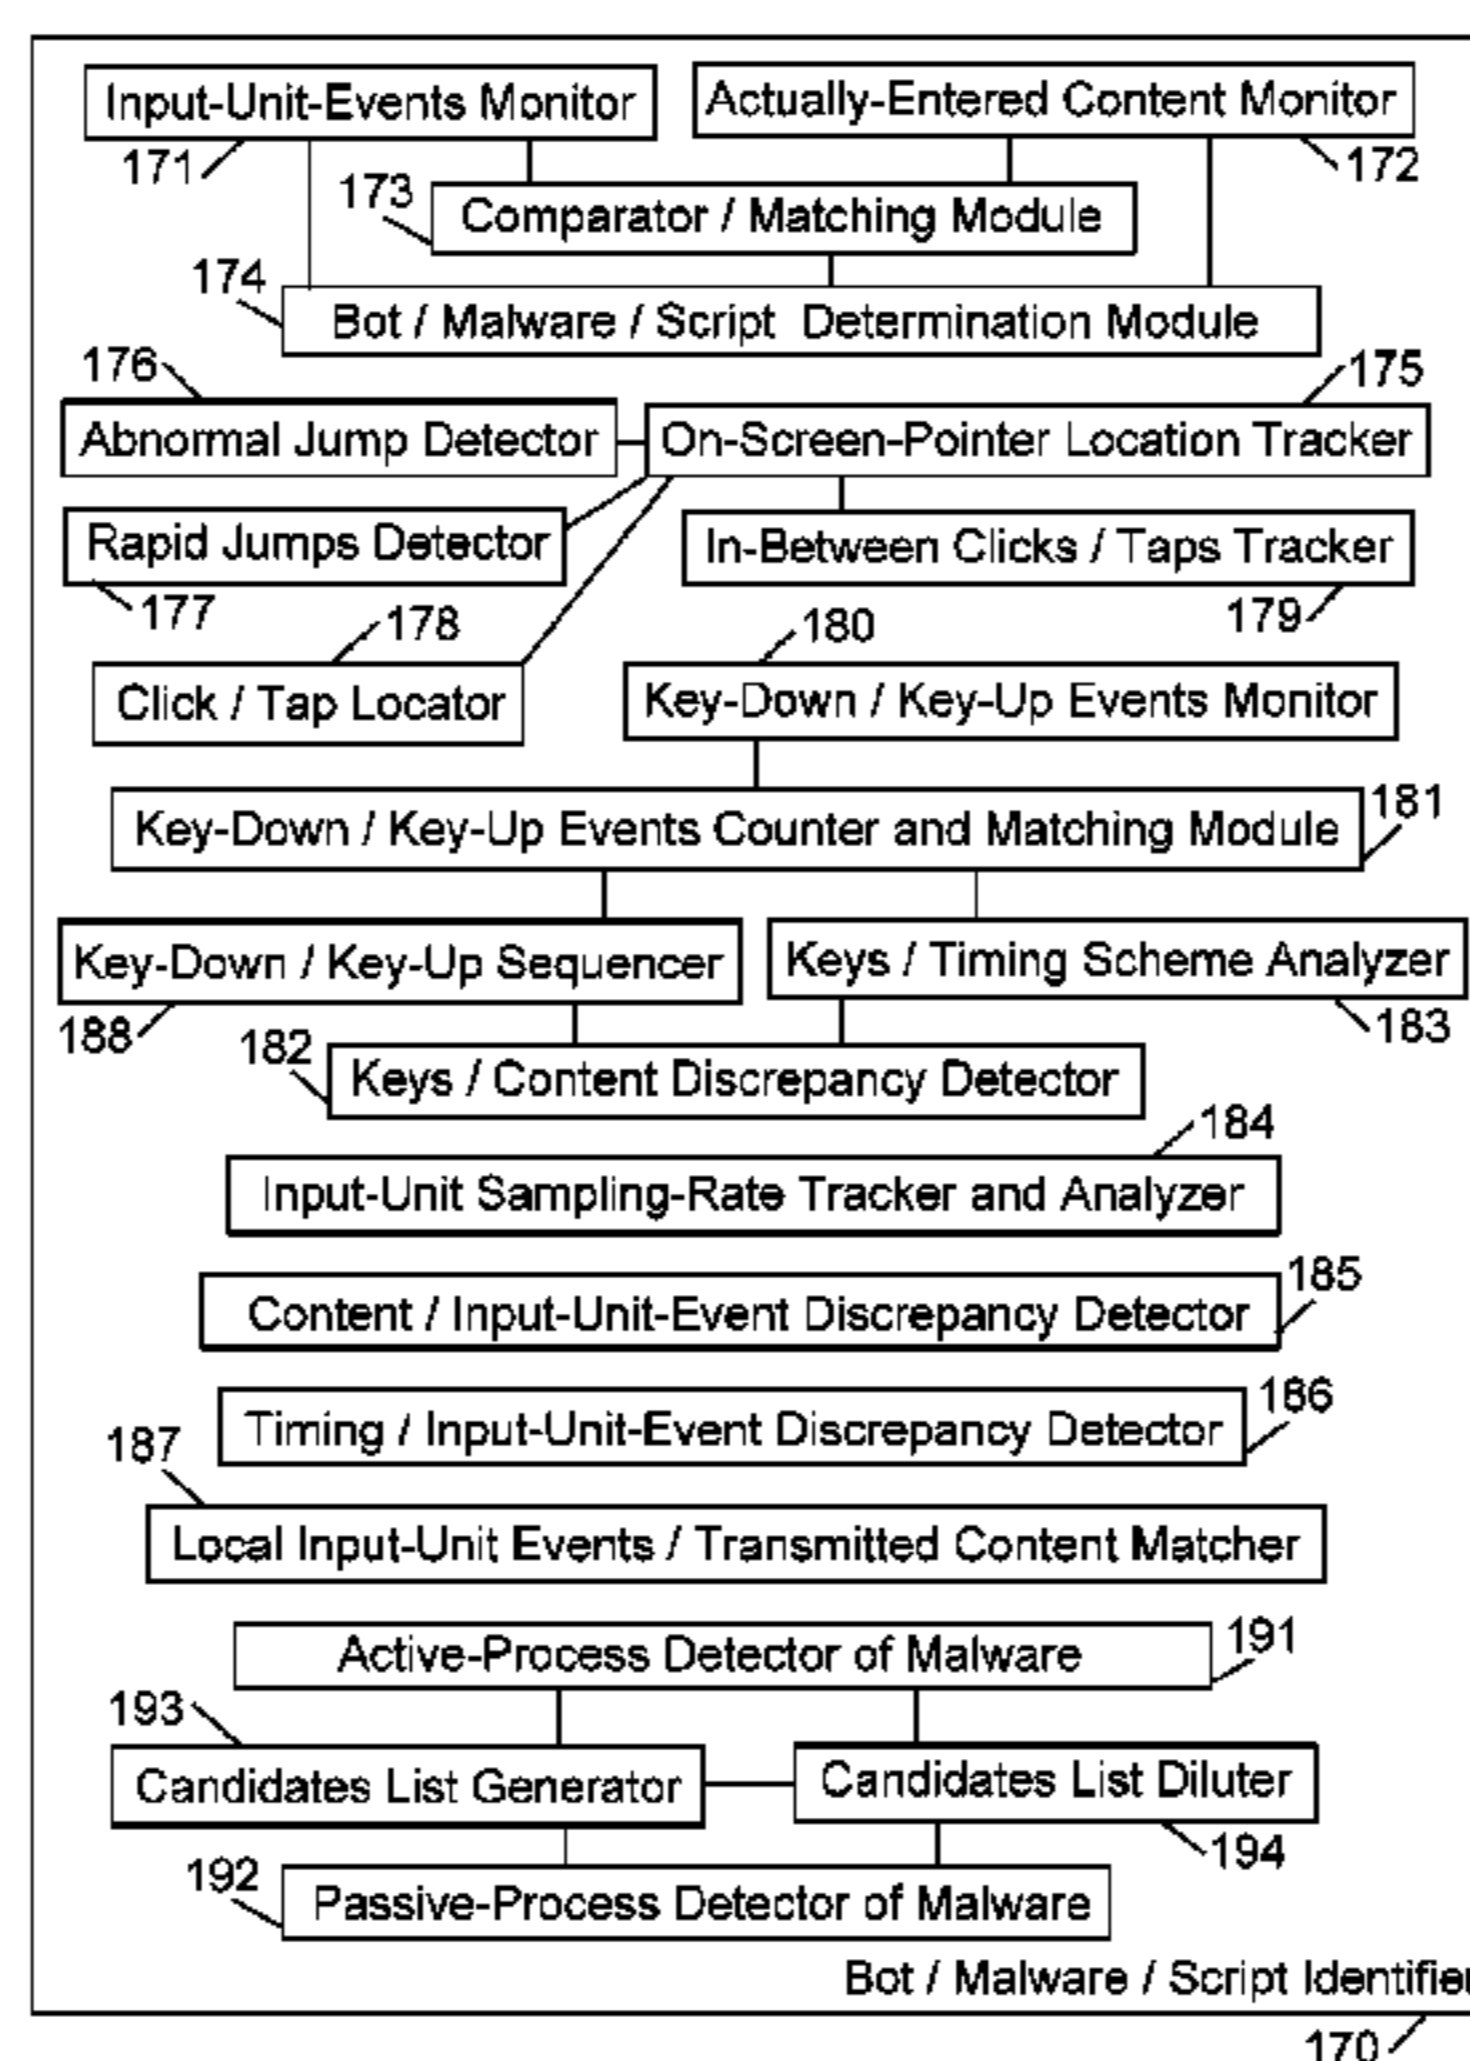 Input-Unit-Events Monitor
Actually-Entered Content Monitor
171
172
173
Comparator / Matching Module
174
Bot / Malware / Script Determination Module
176
175
Abnormal Jump Detector
On-Screen-Pointer Location Tracker
Rapid Jumps Detector
In-Between Clicks / Taps Tracker
177
178
179
180
Click / Tap Locator
Key-Down / Key-Up Events Monitor
181
Key-Down / Key-Up Events Counter and Matching Module
Key-Down / Key-Up Sequencer
Keys / Timing Scheme Analyzer
188
182
183
Keys / Content Discrepancy Detector
184
Input-Unit Sampling-Rate Tracker and Analyzer
185
Content / Input-Unit-Event Discrepancy Detector
186
Timing / Input-Unit-Event Discrepancy Detector
187
Local Input-Unit Events / Transmitted Content Matcher
191
Active-Process Detector of Malware
193
Candidates List Generator
Candidates List Diluter
194
192
Passive-Process Detector of Malware
Bot / Malware / Script Identifier
170